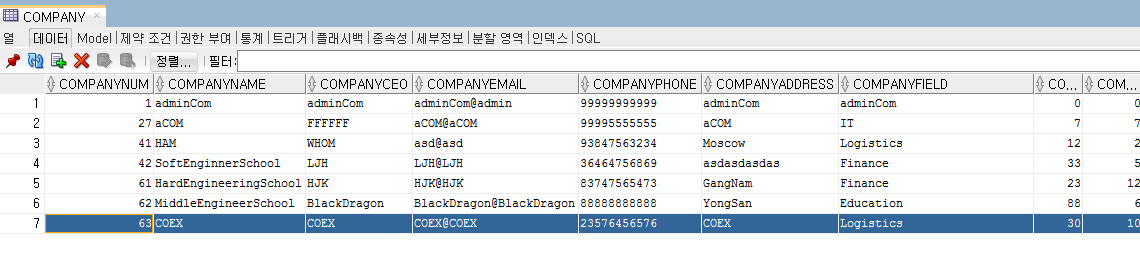 COMPANY ×
열 데이터 Model 제약 조건 권한 부여 통계 트리거 플래시백 종속성 세부정보 분할 영역 인덱스 SQL
정렬... 필터:
COMPANYNUM COMPANYNAME COMPANYCEO COMPANYEMAIL COMPANYPHONE COMPANYADDRESS COMPANYFIELD CO... COM...
1 1 adminCom adminCom adminCom@admin 99999999999 adminCom adminCom 0 0
2 27 aCOM FFFFFF aCOM@aCOM 99995555555 aCOM IT 7 7
3 41 HAM WHOM asd@asd 93847563234 Moscow Logistics 12 2
4 42 SoftEnginnerSchool LJH LJH@LJH 36464756869 asdasdasdas Finance 33 5
5 61 HardEngineeringSchool HJK HJK@HJK 83747565473 GangNam Finance 23 12
6 62 MiddleEngineerSchool BlackDragon BlackDragon@BlackDragon 88888888888 YongSan Education 88 6
7 63 COEX COEX COEX@COEX 23576456576 COEX Logistics 30 10